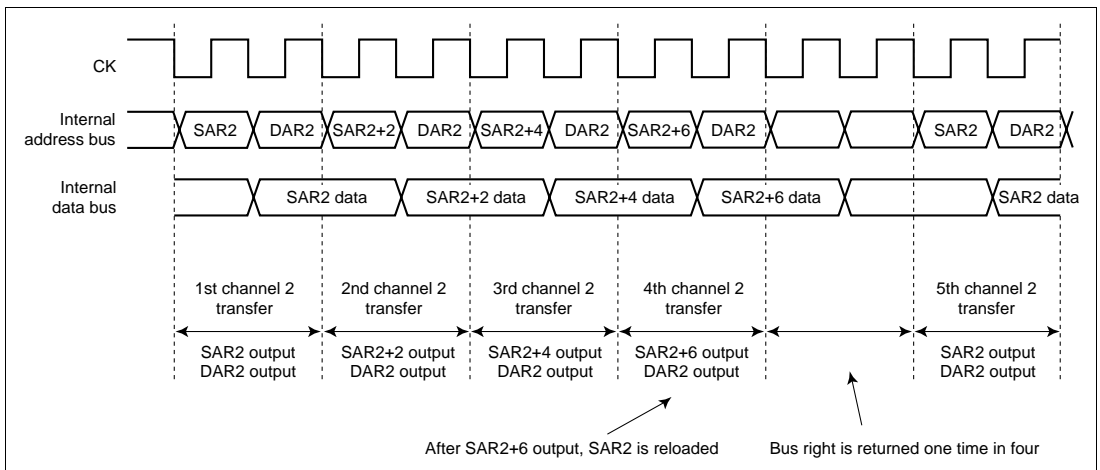 CK
Internal
address bus
SAR2 DAR2 SAR2+2 DAR2 SAR2+4 DAR2 SAR2+6 DAR2 SAR2 DAR2
Internal
data bus
SAR2 data SAR2+2 data SAR2+4 data SAR2+6 data SAR2 data
1st channel 2
transfer
2nd channel 2
transfer
3rd channel 2
transfer
4th channel 2
transfer
5th channel 2
transfer
SAR2 output
DAR2 output
SAR2+2 output
DAR2 output
SAR2+4 output
DAR2 output
SAR2+6 output
DAR2 output
SAR2 output
DAR2 output
After SAR2+6 output, SAR2 is reloaded
Bus right is returned one time in four